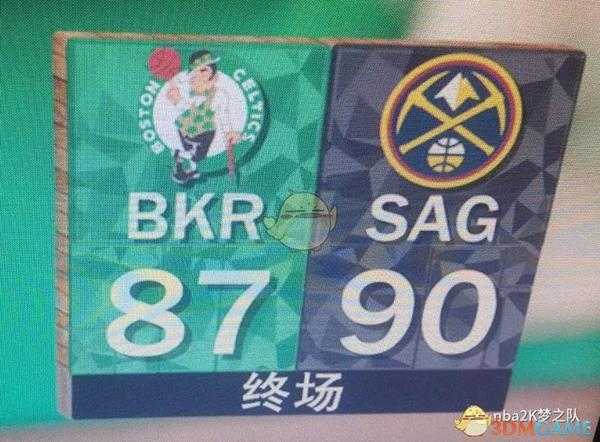 BOSTON CELTICS
BKR SAG
87 90
终场
nba2K梦之队
3DMGAME